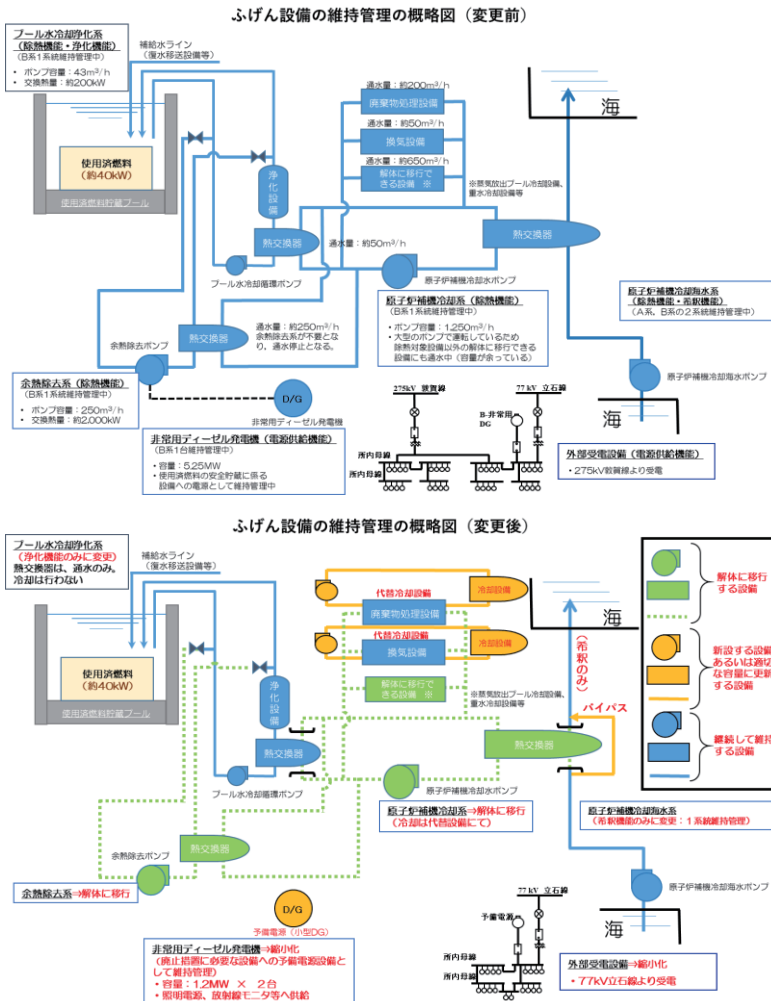 ふげん設備の維持管理の概略図（変更前）
プール水冷却浄化系
（除熱機能・浄化機能）
（B系1系統維持管理中）
・ ポンプ容量：43m³/h
・ 交換熱量：約200kW
補給水ライン
（復水移送設備等）
使用済燃料
（約40kW）
使用済燃料貯蔵プール
浄化設備
熱交換器
プール水冷却循環ポンプ
通水量：約200m³/h
廃棄物処理設備
通水量：約50m³/h
換気設備
通水量：約650m³/h
解体に移行で
きる設備 ※
※蒸気放出プール冷却設備、
重水冷却設備等
通水量：約50m³/h
熱交換器
原子炉補機冷却水ポンプ
海
余熱除去ポンプ
熱交換器
通水量：約250m³/h
余熱除去系が不要とな
り、通水停止となる。
原子炉補機冷却系（除熱機能）
（B系1系統維持管理中）
・ポンプ容量：1,250m³/h
・大型のポンプで運転しているため
除熱対象設備以外の解体に移行できる
設備にも通水中（容量が余っている）
原子炉補機冷却海水系
（除熱機能・希釈機能）
（A系，B系の2系統維持管理中）
原子炉補機冷却海水ポンプ
余熱除去系（除熱機能）
（B系1系統維持管理中）
・ ポンプ容量：250m³/h
・ 交換熱量：約2,000kW
D/G
非常用ディーゼル発電機
非常用ディーゼル発電機（電源供給機能）
（B系1台維持管理中）
・容量：5.25MW
・使用済燃料の安全貯蔵に係る
設備への電源として維持管理中
275kV 敦賀線
77 kV 立石線
B-非常用
DG
所内母線
所内母線
外部受電設備（電源供給機能）
・275kV敦賀線より受電
ふげん設備の維持管理の概略図（変更後）
プール水冷却浄化系
（浄化機能のみに変更）
熱交換器は、通水のみ。
冷却は行わない
補給水ライン
（復水移送設備等）
使用済燃料
（約40kW）
使用済燃料貯蔵プール
浄化設備
熱交換器
プール水冷却循環ポンプ
代替冷却設備
冷却設備
廃棄物処理設備
代替冷却設備
冷却設備
換気設備
解体に移行で
きる設備 ※
※蒸気放出プール冷却設備、
重水冷却設備等
海
（希釈のみ）
バイパス
熱交換器
原子炉補機冷却水ポンプ
解体に移行
する設備
新設する設備
あるいは適切
な容量に更新
する設備
継続して維持
する設備
原子炉補機冷却系⇒解体に移行
（冷却は代替設備にて）
原子炉補機冷却海水系
（希釈機能のみに変更：1系統維持管理）
余熱除去ポンプ
熱交換器
余熱除去系⇒解体に移行
原子炉補機冷却海水ポンプ
D/G
予備電源（小型DG）
非常用ディーゼル発電機⇒縮小化
（廃止措置に必要な設備への予備電源設備と
して維持管理）
・容量：1.2MW × 2台
・照明電源、放射線モニタ等へ供給
77 kV 立石線
予備電源
所内母線
所内母線
外部受電設備⇒縮小化
・77kV立石線より受電